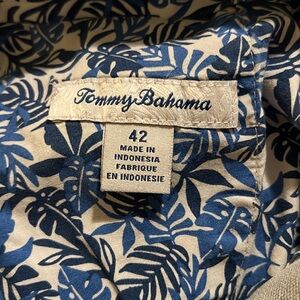 Tommy Bahama
42
MADE IN
INDONESIA
FABRIQUE
EN INDONESIE